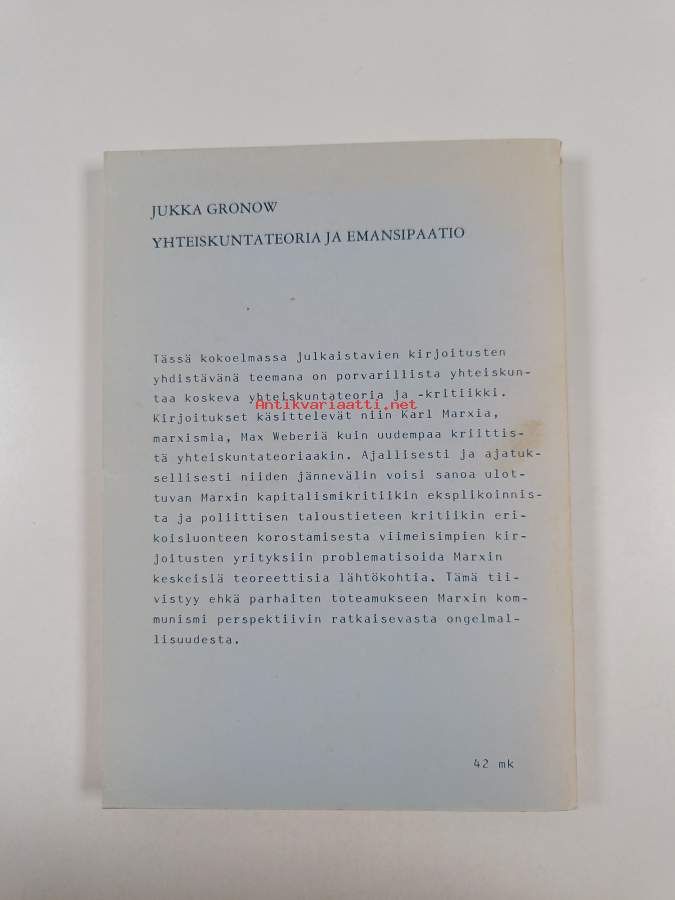 JUKKA GRONOW
YHTEISKUNTATEORIA JA EMANSIPAATIO
Tässä kokoelmassa julkaistavien kirjoitusten
yhdistävänä teemana on porvarillista yhteiskun-
taa koskeva yhteiskuntateoria ja -kritiikki.
Antikvariaatti.net
Kirjoitukset käsittelevät niin Karl Marxia,
marxismia, Max Weberiä kuin uudempaa kriittis-
tä yhteiskuntateoriaakin. Ajallisesti ja ajatuk-
sellisesti niiden jännevälin voisi sanoa ulot-
tuvan Marxin kapitalismikritiikin eksplikoinnis-
ta ja poliittisen taloustieteen kritiikin eri-
koisluonteen korostamisesta viimeisimpien kir-
joitusten yrityksiin problematisoida Marxin
keskeisiä teoreettisia lähtökohtia. Tämä tii-
vistyy ehkä parhaiten toteamukseen Marxin kom-
munismi perspektiivin ratkaisevasta ongelmal-
lisuudesta.
42 mk